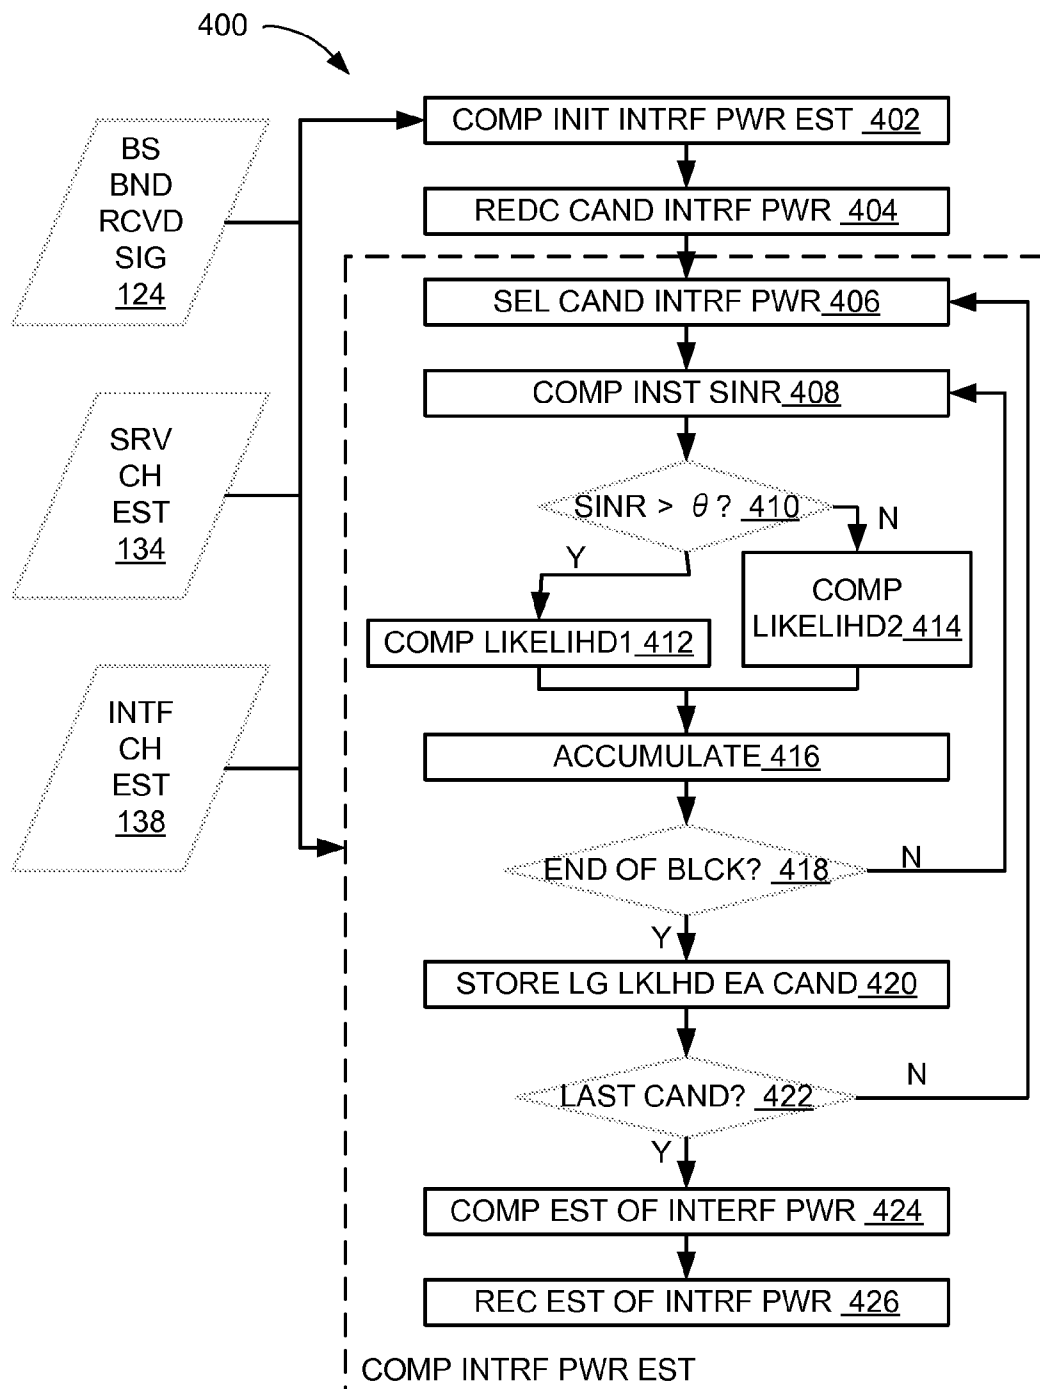 400
BS
BND
RCVD
SIG
124
SRV
CH
EST
134
INTF
CH
EST
138
COMP INIT INTRF PWR EST 402
REDC CAND INTRF PWR 404
SEL CAND INTRF PWR 406
COMP INST SINR 408
SINR > θ? 410
Y
N
COMP LIKELIHD1 412
COMP
LIKELIHD2 414
ACCUMULATE 416
END OF BLCK? 418
N
Y
STORE LG LKLHD EA CAND 420
LAST CAND? 422
N
Y
COMP EST OF INTERF PWR 424
REC EST OF INTRF PWR 426
COMP INTRF PWR EST